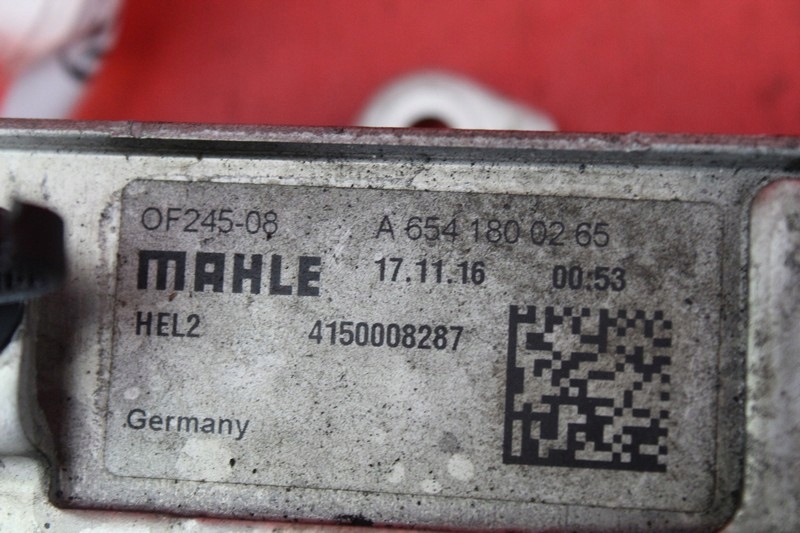 OF245-08 A 654 180 02 65
MAHLE 17.11.16 00:53
HEL2 4150008287
Germany